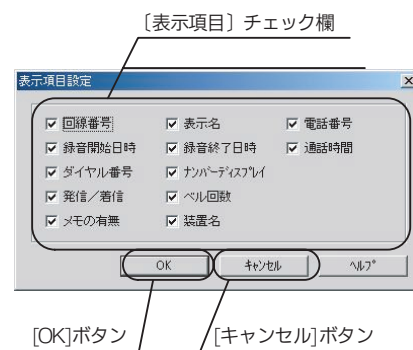 〔表示項目〕チェック欄
表示項目設定
回線番号 表示名 電話番号
録音開始日時 録音終了日時 通話時間
ダイヤル番号 ﾅﾝﾊﾞｰﾃﾞｨｽﾌﾟﾚｲ
発信／着信 ベル回数
メモの有無 装置名
OK ｷｬﾝｾﾙ ﾍﾙﾌﾟ
[OK]ボタン [キャンセル]ボタン